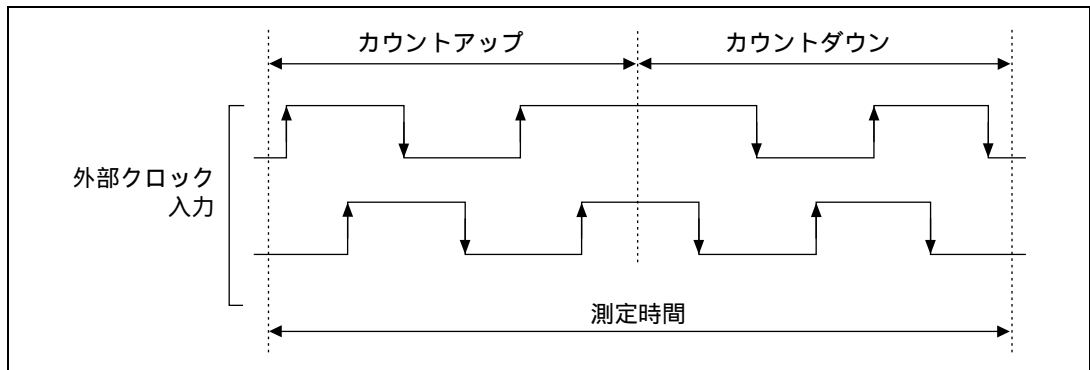 カウントアップ
カウントダウン
外部クロック
入力
測定時間